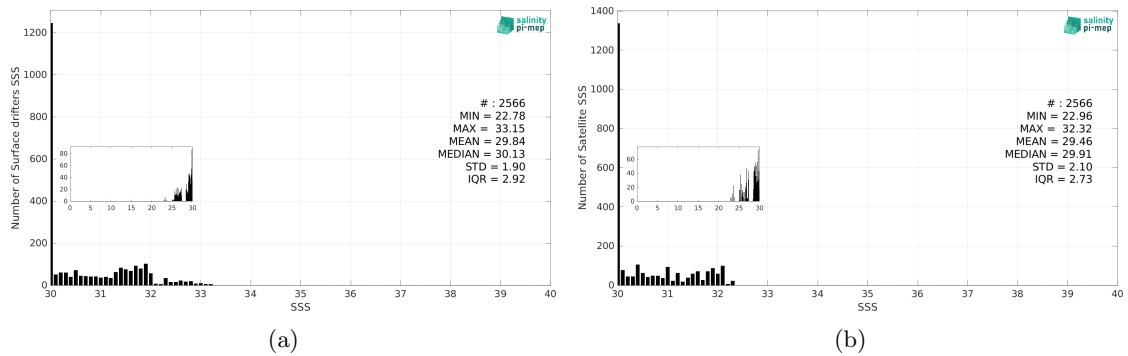 1200
1000
800
600
400
200
0
Number of Surface drifters SSS
salinity
pi-mep
# : 2566
MIN = 22.78
MAX = 33.15
MEAN = 29.84
MEDIAN = 30.13
STD = 1.90
IQR = 2.92
80
60
40
20
0
0 5 10 15 20 25 30
30 31 32 33 34 35 36 37 38 39 40
SSS
(a)
1400
1200
1000
800
600
400
200
0
Number of Satellite SSS
salinity
pi-mep
# : 2566
MIN = 22.96
MAX = 32.32
MEAN = 29.46
MEDIAN = 29.91
STD = 2.10
IQR = 2.73
60
40
20
0
0 5 10 15 20 25 30
30 31 32 33 34 35 36 37 38 39 40
SSS
(b)